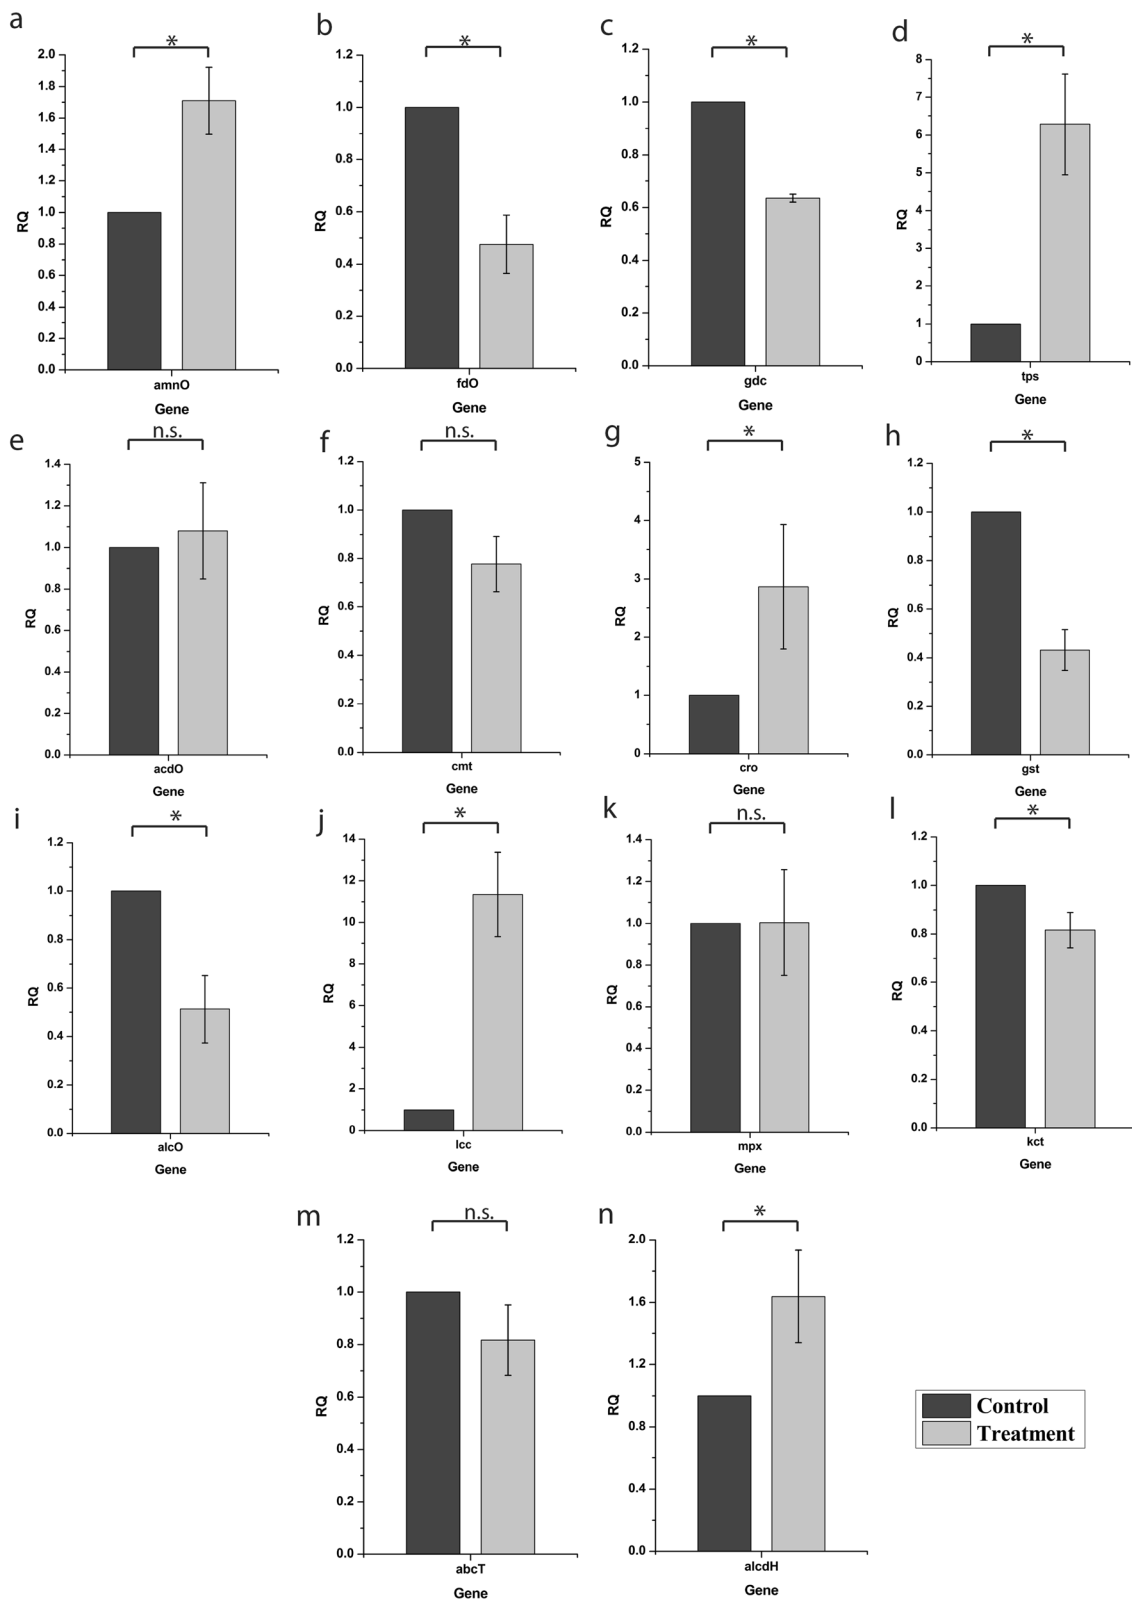 a
*
2.0
1.8
1.6
1.4
1.2
1.0
0.8
0.6
0.4
0.2
0.0
RQ
amnO
Gene
b
*
1.2
1.0
0.8
0.6
0.4
0.2
0.0
RQ
fdO
Gene
c
*
1.2
1.0
0.8
0.6
0.4
0.2
0.0
RQ
gdc
Gene
d
*
8
7
6
5
4
3
2
1
0
RQ
tps
Gene
e
n.s.
1.4
1.2
1.0
0.8
0.6
0.4
0.2
0.0
RQ
acdO
Gene
f
n.s.
1.2
1.0
0.8
0.6
0.4
0.2
0.0
RQ
cmt
Gene
g
*
5
4
3
2
1
0
RQ
cro
Gene
h
*
1.2
1.0
0.8
0.6
0.4
0.2
0.0
RQ
gst
Gene
i
*
1.2
1.0
0.8
0.6
0.4
0.2
0.0
RQ
alcO
Gene
j
*
14
12
10
8
6
4
2
0
RQ
lcc
Gene
k
n.s.
1.4
1.2
1.0
0.8
0.6
0.4
0.2
0.0
RQ
mpx
Gene
l
*
1.2
1.0
0.8
0.6
0.4
0.2
0.0
RQ
kct
Gene
m
n.s.
1.2
1.0
0.8
0.6
0.4
0.2
0.0
RQ
abcT
Gene
n
*
2.0
1.6
1.2
0.8
0.4
0.0
RQ
alcdH
Gene
Control
Treatment